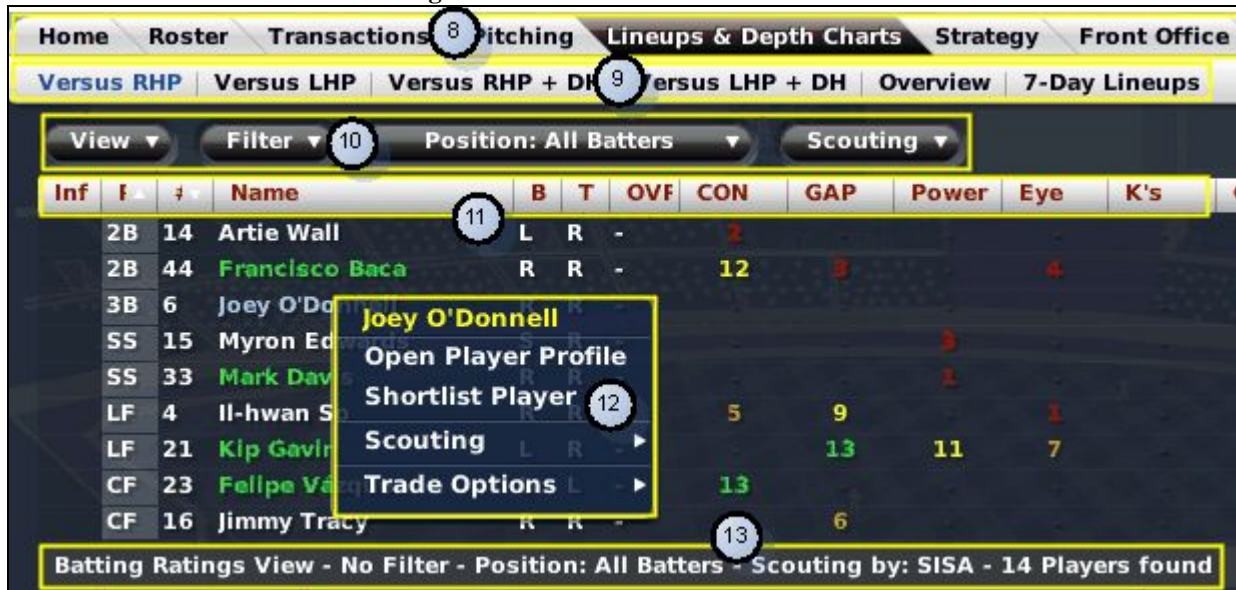 Home Roster Transactions 8 Pitching Lineups & Depth Charts Strategy Front Office
Versus RHP Versus LHP Versus RHP + DH 9 Versus LHP + DH Overview 7-Day Lineups
View Filter 10 Position: All Batters Scouting
Inf Name 11 B T OVR CON GAP Power Eye K's
2B 14 Artie Wall L R - 2
2B 44 Francisco Baca R R - 12 3 4
3B 6 Joey O'Donnell
Joey O'Donnell
SS 15 Myron Edwards S R 3
Open Player Profile
SS 33 Mark Davis R R 1
Shortlist Player 12
LF 4 Il-hwan R 5 9 1
Scouting
LF 21 Kip Gavin L R 13 11 7
CF 23 Felipe L 13
Trade Options
CF 16 Jimmy Tracy R R - 6
13
Batting Ratings View - No Filter - Position: All Batters - Scouting by: SISA - 14 Players found